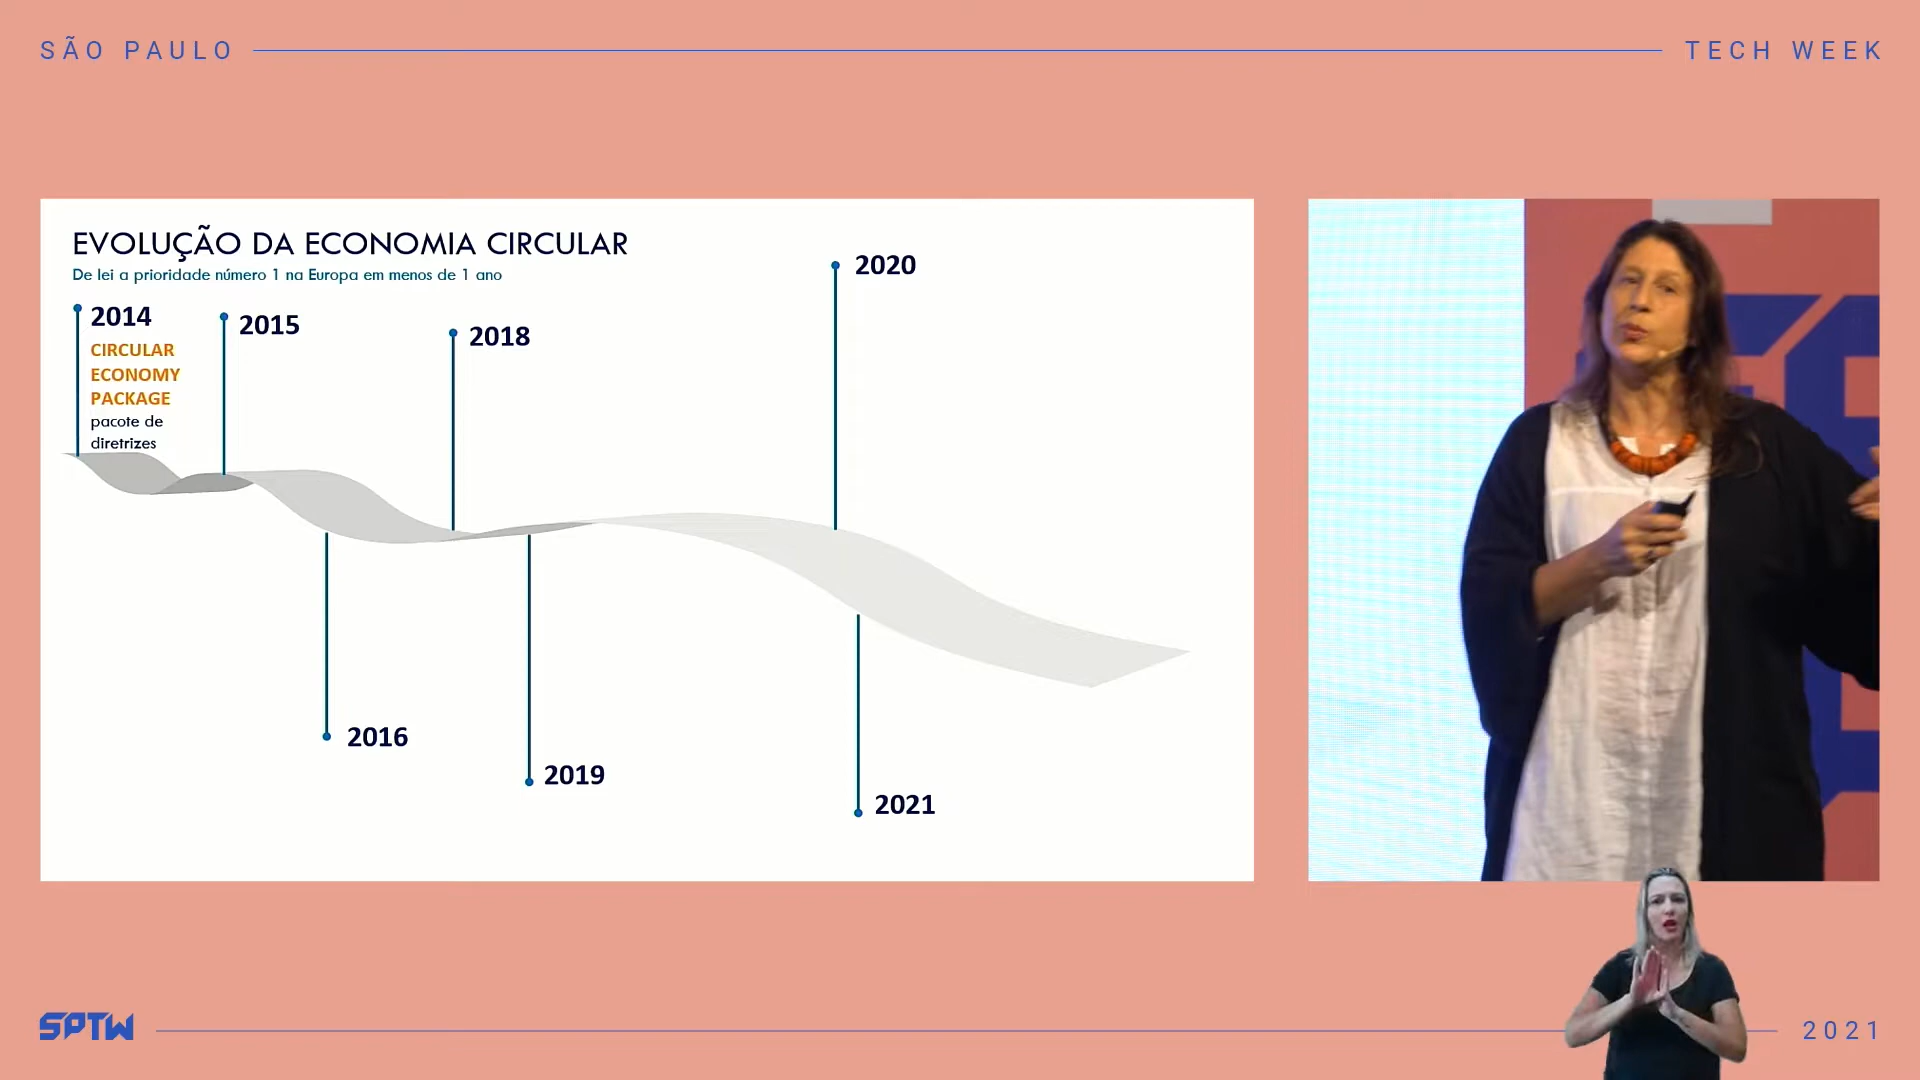 SÃO PAULO
TECH WEEK
EVOLUÇÃO DA ECONOMIA CIRCULAR
De lei a prioridade número 1 na Europa em menos de 1 ano
2014
CIRCULAR
ECONOMY
PACKAGE
pacote de
diretrizes
2015
2018
2020
2016
2019
2021
SPTW
2021